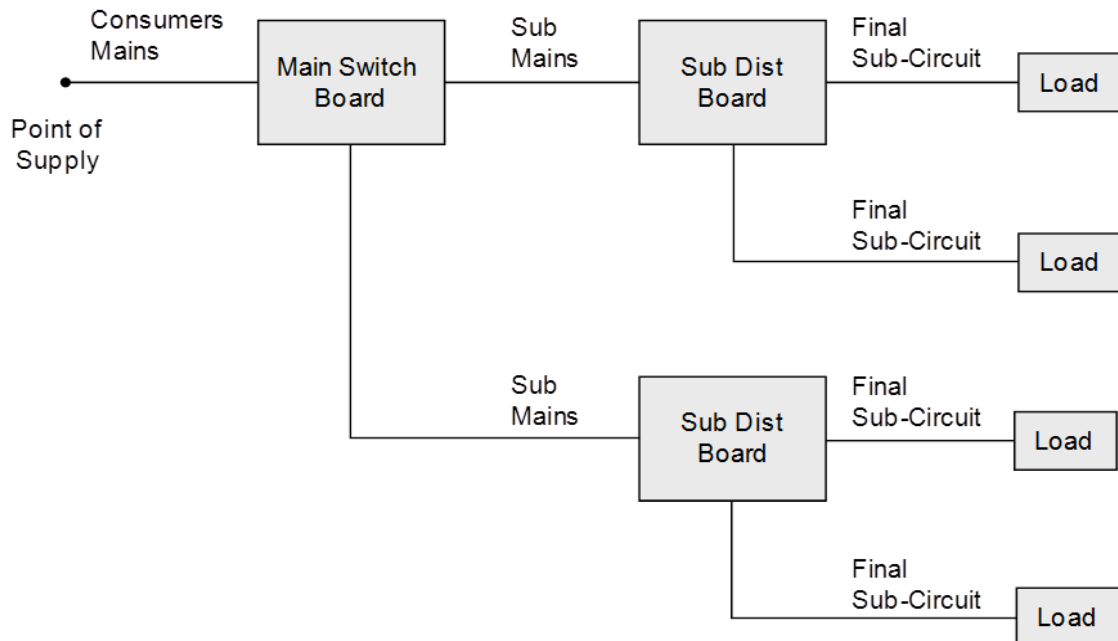 Consumers
Mains
Point of
Supply
Main Switch
Board
Sub
Mains
Sub Dist
Board
Final
Sub-Circuit
Load
Final
Sub-Circuit
Load
Sub
Mains
Sub Dist
Board
Final
Sub-Circuit
Load
Final
Sub-Circuit
Load